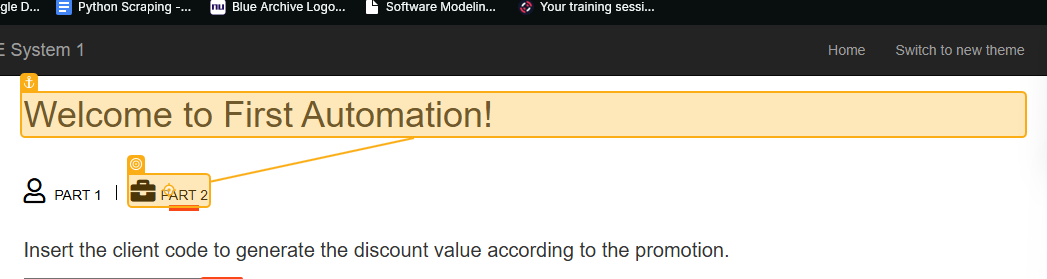 gle D... Python Scraping -... nu Blue Archive Logo... Software Modelin... Your training sessi...
E System 1 Home Switch to new theme
Welcome to First Automation!
PART 1 | PART 2
Insert the client code to generate the discount value according to the promotion.